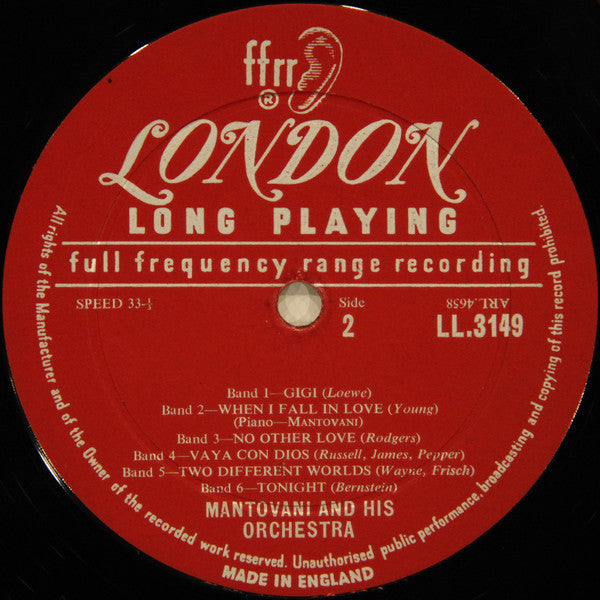 ffrr
®
LONDON
LONG PLAYING
full frequency range recording
SPEED 33-⅓
Side
2
ARL.4658
LL.3149
Band 1—GIGI (Loewe)
Band 2—WHEN I FALL IN LOVE (Young)
(Piano—MANTOVANI)
Band 3—NO OTHER LOVE (Rodgers)
Band 4—VAYA CON DIOS (Russell, James, Pepper)
Band 5—TWO DIFFERENT WORLDS (Wayne, Frisch)
Band 6—TONIGHT (Bernstein)
MANTOVANI AND HIS
ORCHESTRA
All rights of the Manufacturer and of the Owner of the recorded work reserved. Unauthorised public performance, broadcasting and copying of this record prohibited.
MADE IN ENGLAND